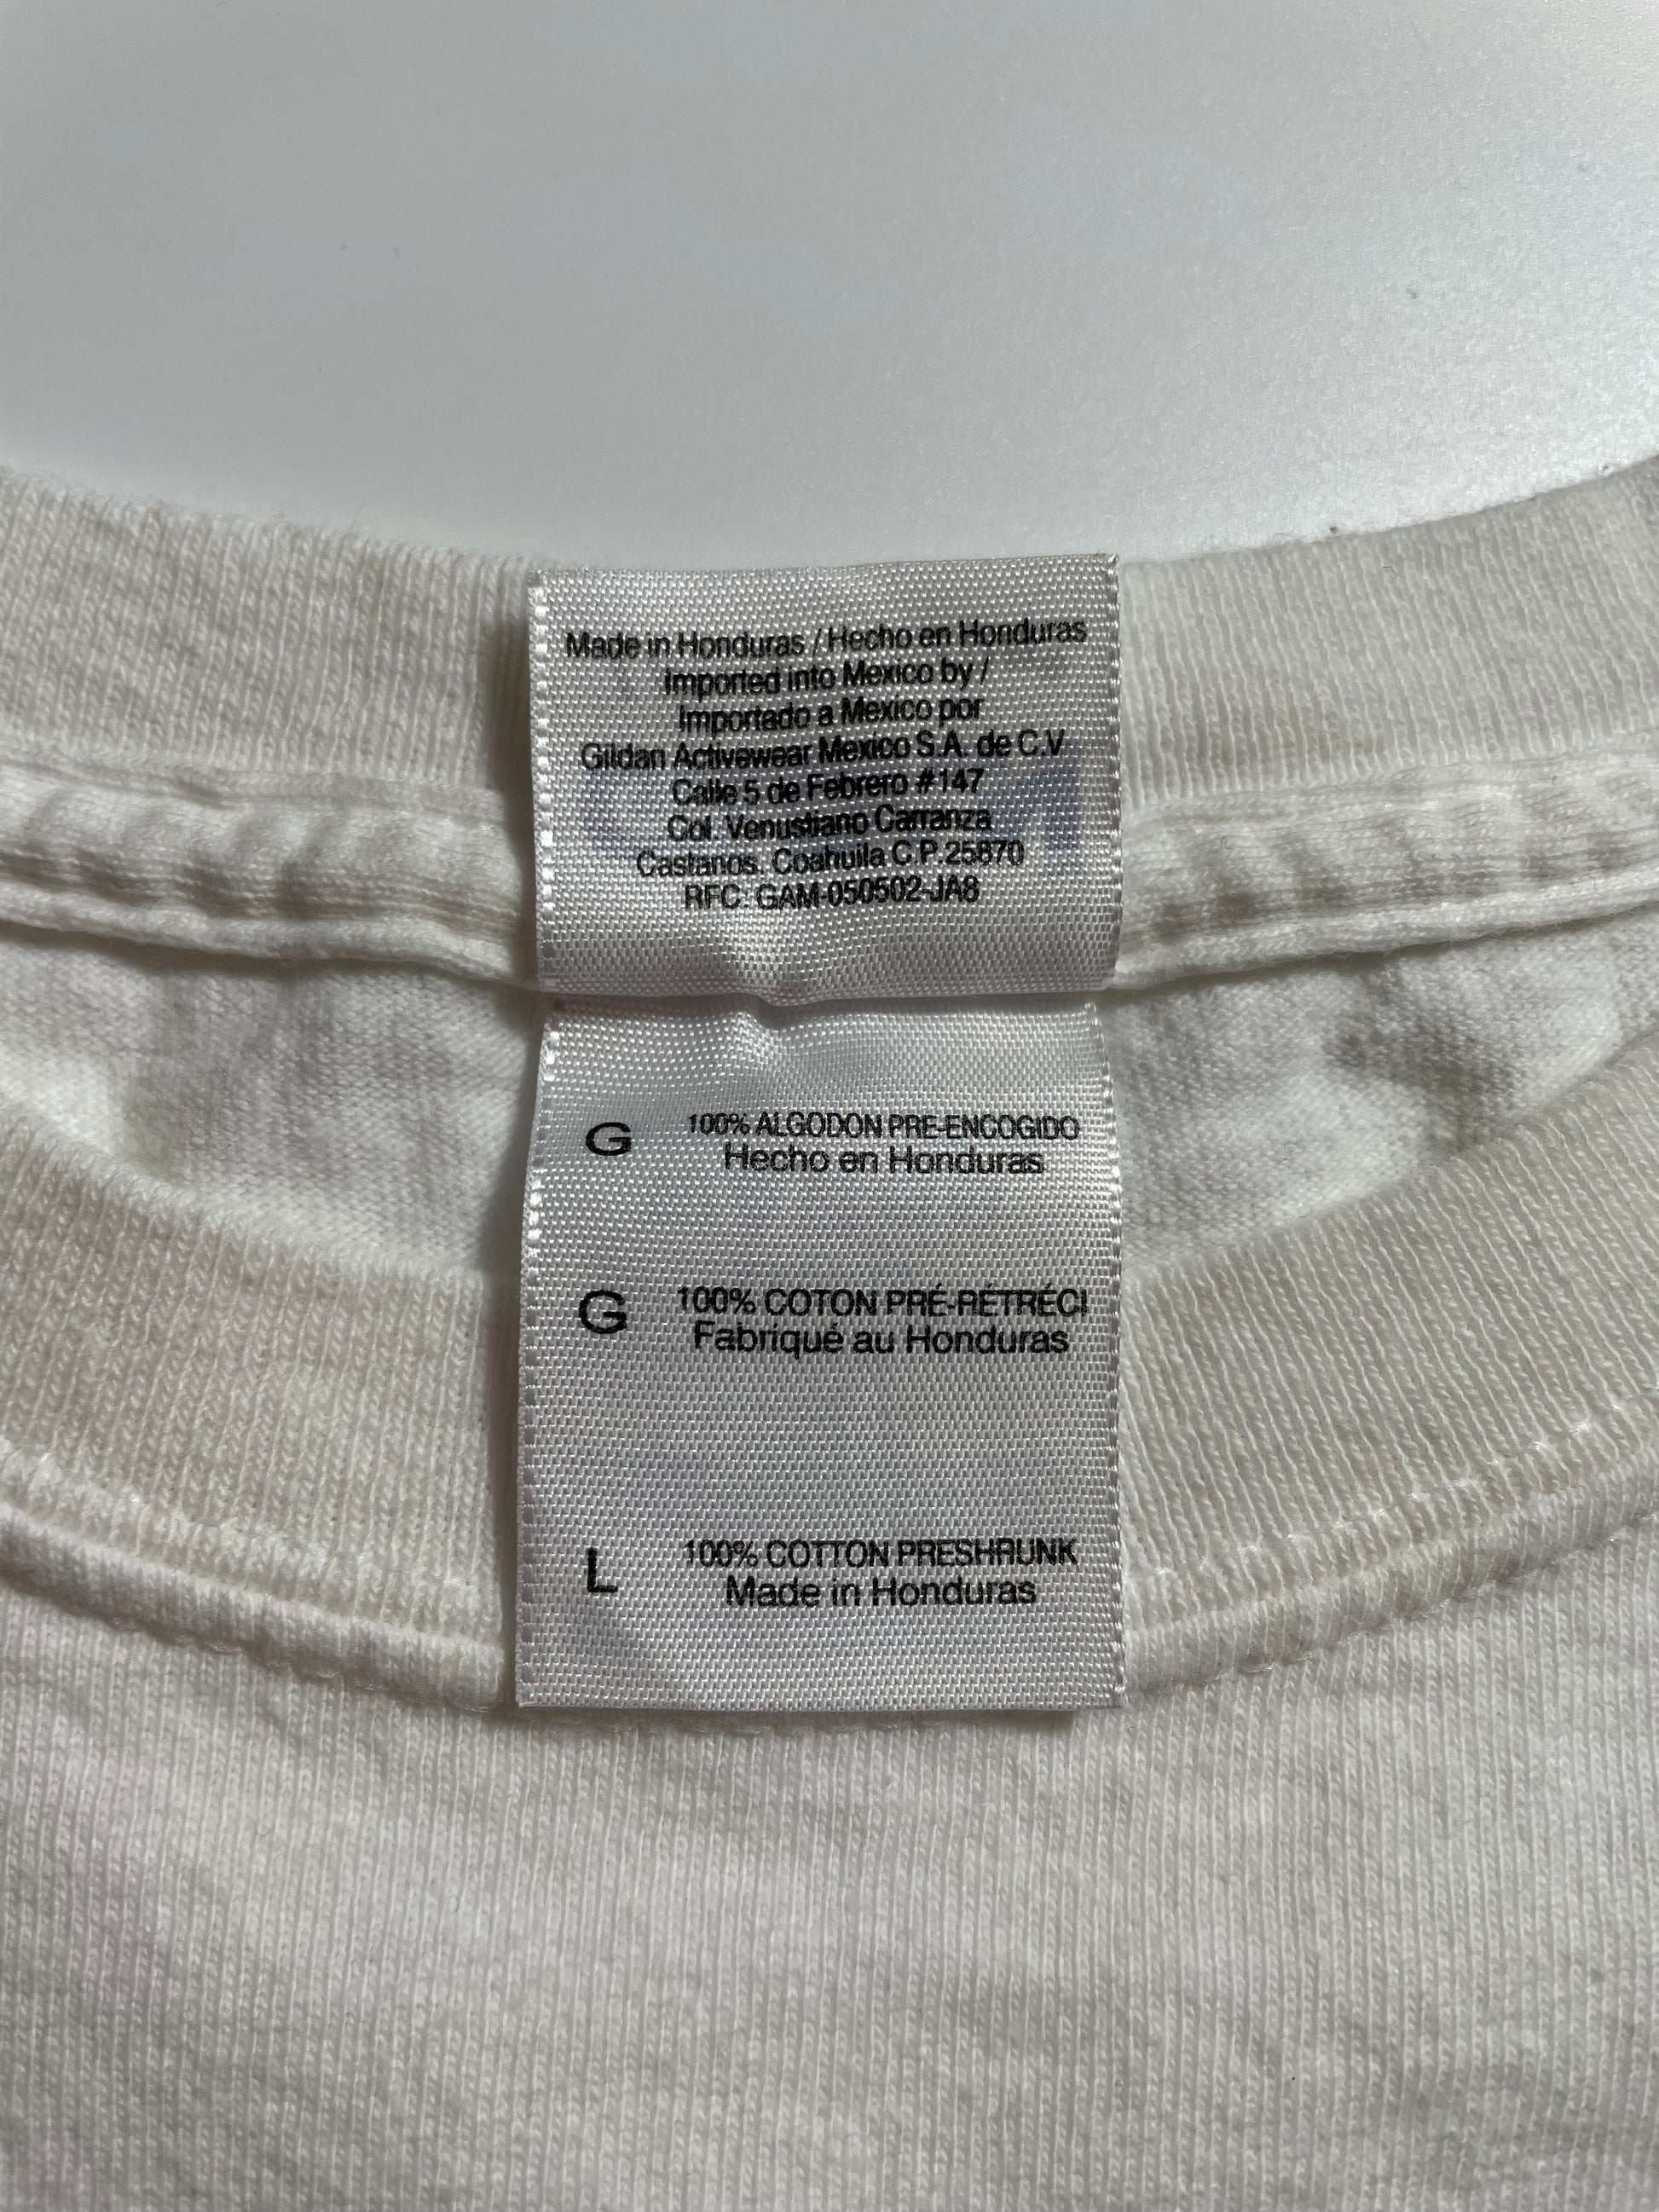 Made in Honduras / Hecho en Honduras
Imported into Mexico by /
Importado a Mexico por
Gildan Activewear Mexico S.A. de C.V
Calle 5 de Febrero #147
Col. Venustiano Carranza
Castanos. Coahuila C.P.25870
RFC: GAM-050502-JA8
G 100% ALGODON PRE-ENCOGIDO
Hecho en Honduras
G 100% COTON PRÉ-RÉTRÉCI
Fabriqué au Honduras
L 100% COTTON PRESHRUNK
Made in Honduras